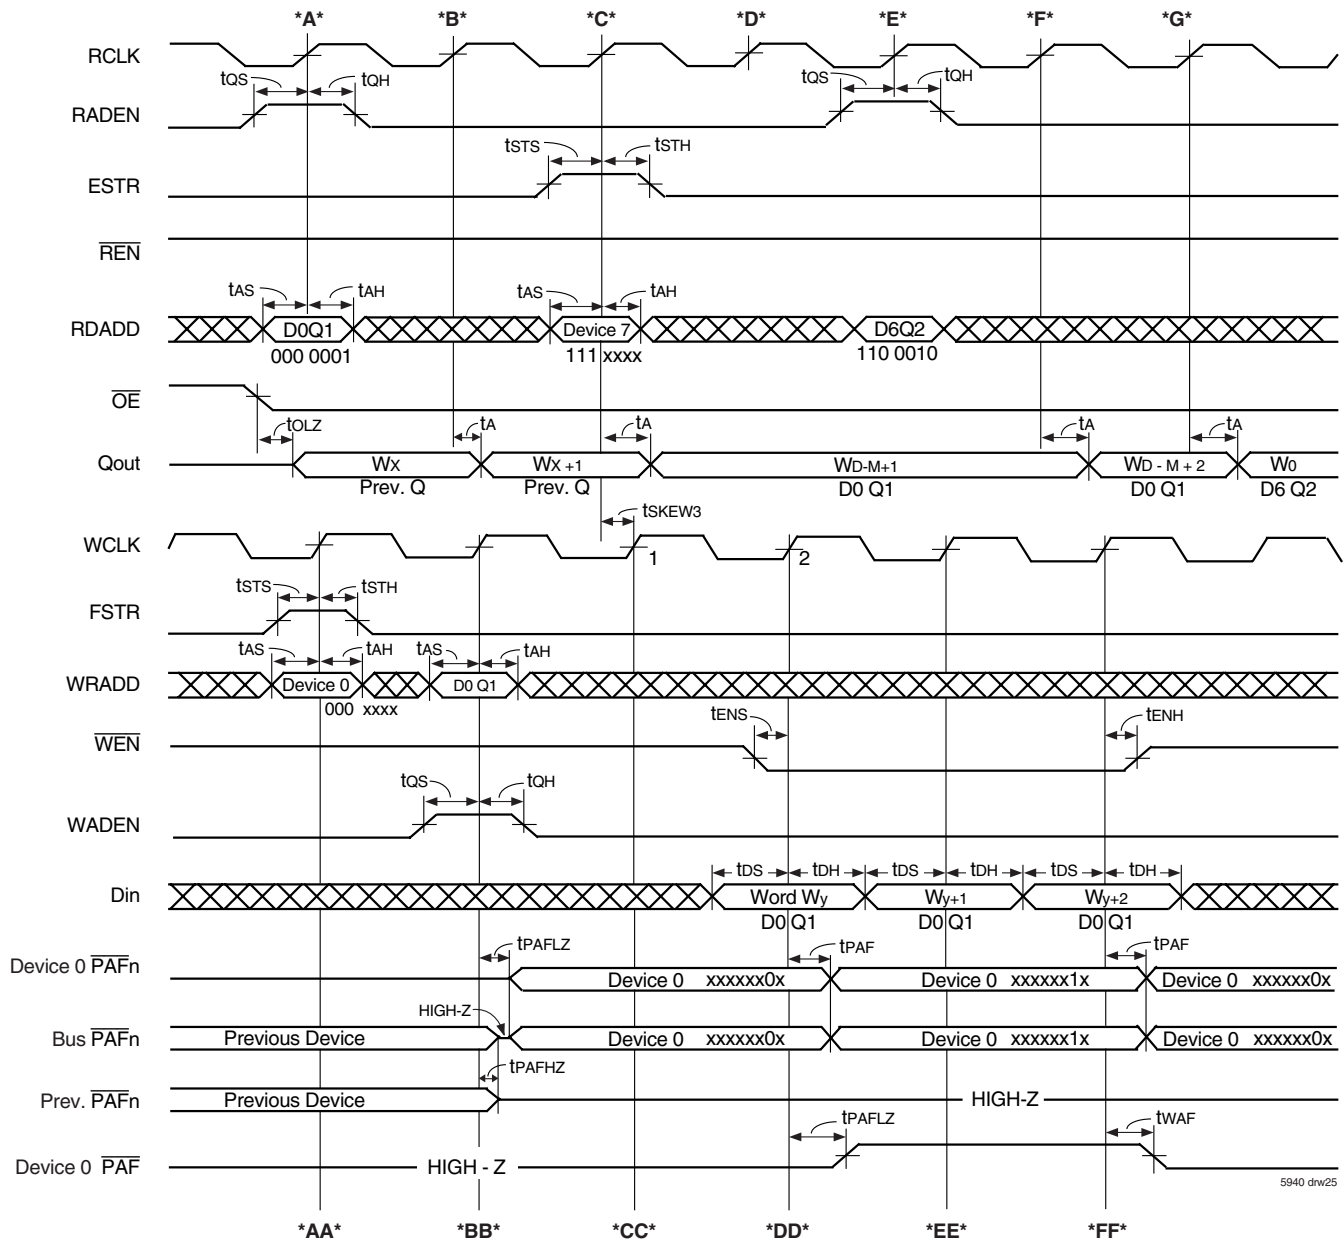 *A* *B* *C* *D* *E* *F* *G*
RCLK
tQS tQH tQS tQH
RADEN
tSTS tSTH
ESTR
REN
tAS tAH tAS tAH
RDADD D0Q1 Device 7 D6Q2
000 0001 111 xxxx 110 0010
OE
tOLZ tA tA tA tA
Qout WX WX +1 WD-M+1 WD - M + 2 W0
Prev. Q Prev. Q D0 Q1 D0 Q1 D6 Q2
tSKEW3
WCLK 1 2
tSTS tSTH
FSTR
tAS tAH tAS tAH
WRADD Device 0 D0 Q1
000 xxxx
tENS tENH
WEN
tQS tQH
WADEN
tDS tDH tDS tDH tDS tDH
Din Word Wy Wy+1 Wy+2
D0 Q1 D0 Q1 D0 Q1
tPAFLZ tPAF tPAF
Device 0 PAFn Device 0 xxxxxx0x Device 0 xxxxxx1x Device 0 xxxxxx0x
HIGH-Z
Bus PAFn Previous Device Device 0 xxxxxx0x Device 0 xxxxxx1x Device 0 xxxxxx0x
tPAFHZ
Prev. PAFn Previous Device HIGH-Z
tPAFLZ tWAF
Device 0 PAF HIGH - Z
5940 drw25
*AA* *BB* *CC* *DD* *EE* *FF*